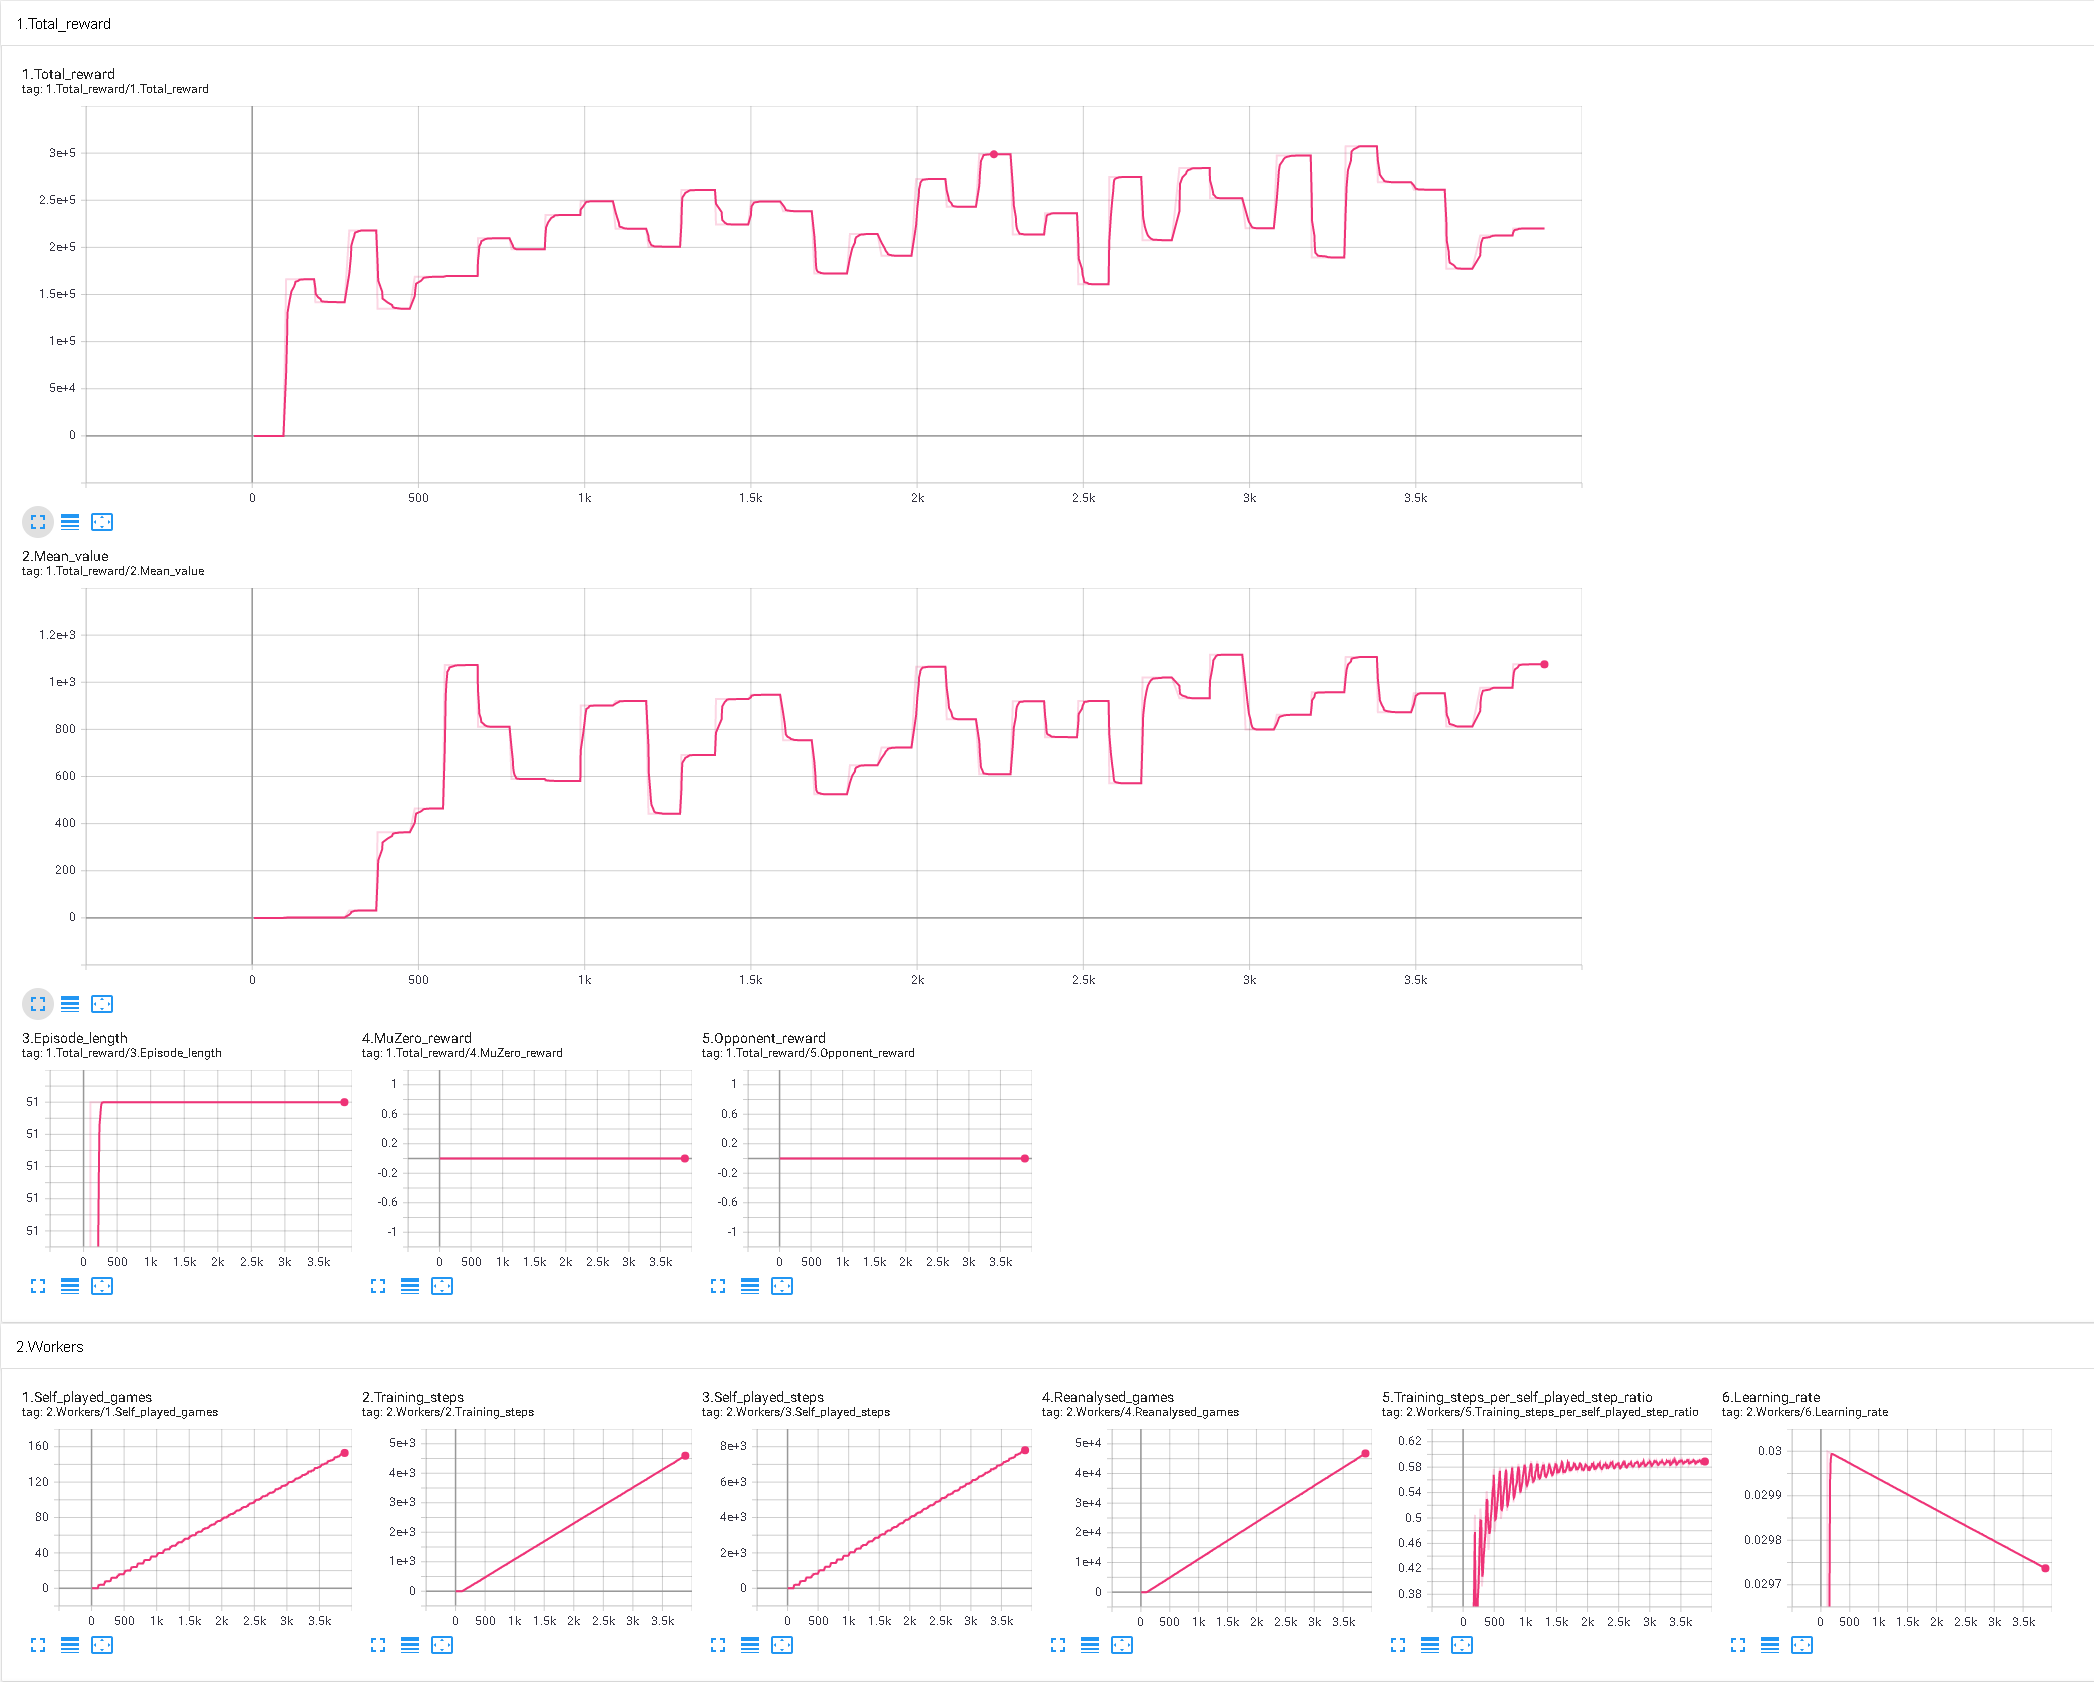 1.Total_reward
1.Total_reward
tag: 1.Total_reward/1.Total_reward
3e+5
2.5e+5
2e+5
1.5e+5
1e+5
5e+4
0
0 500 1k 1.5k 2k 2.5k 3k 3.5k
2.Mean_value
tag: 1.Total_reward/2.Mean_value
1.2e+3
1e+3
800
600
400
200
0
0 500 1k 1.5k 2k 2.5k 3k 3.5k
3.Episode_length
tag: 1.Total_reward/3.Episode_length
51
51
51
51
51
0 500 1k 1.5k 2k 2.5k 3k 3.5k
4.MuZero_reward
tag: 1.Total_reward/4.MuZero_reward
1
0.6
0.2
-0.2
-0.6
-1
0 500 1k 1.5k 2k 2.5k 3k 3.5k
5.Opponent_reward
tag: 1.Total_reward/5.Opponent_reward
1
0.6
0.2
-0.2
-0.6
-1
0 500 1k 1.5k 2k 2.5k 3k 3.5k
2.Workers
1.Self_played_games
tag: 2.Workers/1.Self_played_games
160
120
80
40
0
0 500 1k 1.5k 2k 2.5k 3k 3.5k
2.Training_steps
tag: 2.Workers/2.Training_steps
5e+3
4e+3
3e+3
2e+3
1e+3
0
0 500 1k 1.5k 2k 2.5k 3k 3.5k
3.Self_played_steps
tag: 2.Workers/3.Self_played_steps
8e+3
6e+3
4e+3
2e+3
0
0 500 1k 1.5k 2k 2.5k 3k 3.5k
4.Reanalysed_games
tag: 2.Workers/4.Reanalysed_games
5e+4
4e+4
3e+4
2e+4
1e+4
0
0 500 1k 1.5k 2k 2.5k 3k 3.5k
5.Training_steps_per_self_played_step_ratio
tag: 2.Workers/5.Training_steps_per_self_played_step_ratio
0.62
0.58
0.54
0.5
0.46
0.42
0.38
0 500 1k 1.5k 2k 2.5k 3k 3.5k
6.Learning_rate
tag: 2.Workers/6.Learning_rate
0.03
0.0299
0.0298
0.0297
0 500 1k 1.5k 2k 2.5k 3k 3.5k